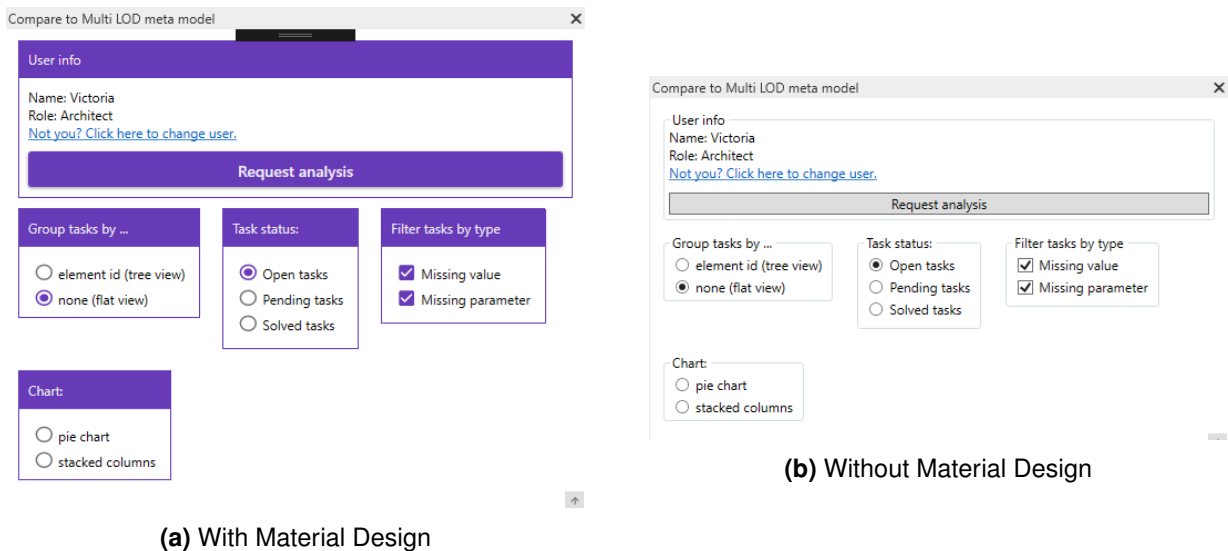 Compare to Multi LOD meta model
User info
Name: Victoria
Role: Architect
Not you? Click here to change user.
Request analysis
Group tasks by ...
element id (tree view)
none (flat view)
Task status:
Open tasks
Pending tasks
Solved tasks
Filter tasks by type
Missing value
Missing parameter
Chart:
pie chart
stacked columns
(a) With Material Design
Compare to Multi LOD meta model
User info
Name: Victoria
Role: Architect
Not you? Click here to change user.
Request analysis
Group tasks by ...
element id (tree view)
none (flat view)
Task status:
Open tasks
Pending tasks
Solved tasks
Filter tasks by type
Missing value
Missing parameter
Chart:
pie chart
stacked columns
(b) Without Material Design